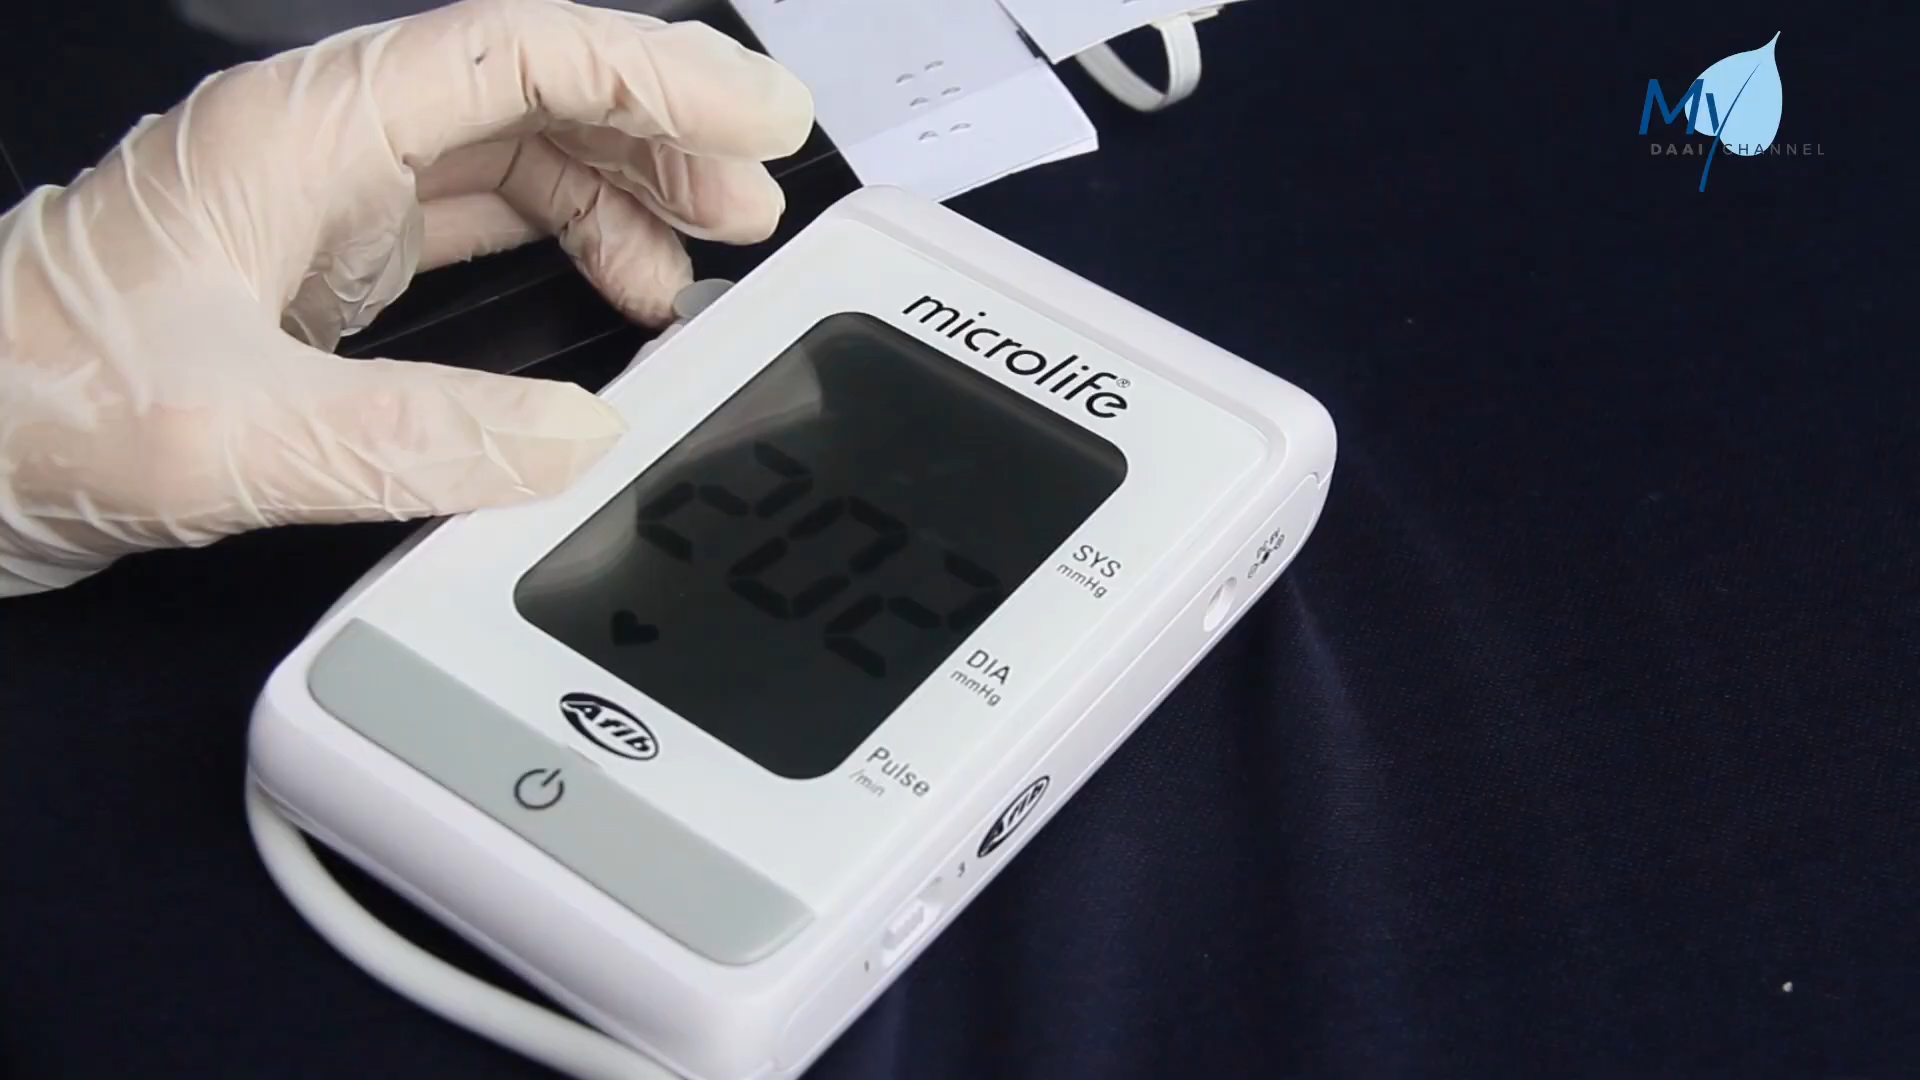 My
DAAI CHANNEL
microlife®
202
SYS
mmHg
DIA
mmHg
Pulse
/min
Afib
Afib